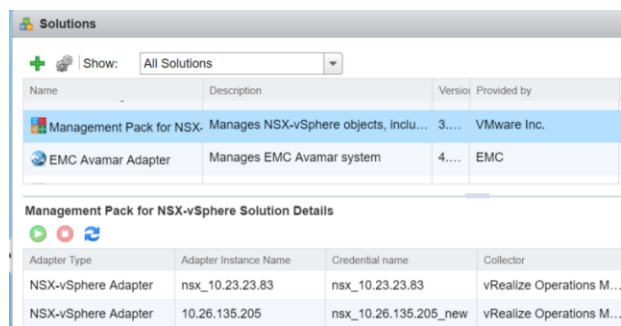 Solutions
Show: All Solutions
Name Description Version Provided by
Management Pack for NSX- Manages NSX-vSphere objects, inclu... 3.... VMware Inc.
EMC Avamar Adapter Manages EMC Avamar system 4.... EMC
Management Pack for NSX-vSphere Solution Details
Adapter Type Adapter Instance Name Credential name Collector
NSX-vSphere Adapter nsx_10.23.23.83 nsx_10.23.23.83 vRealize Operations M...
NSX-vSphere Adapter 10.26.135.205 nsx_10.26.135.205_new vRealize Operations M...